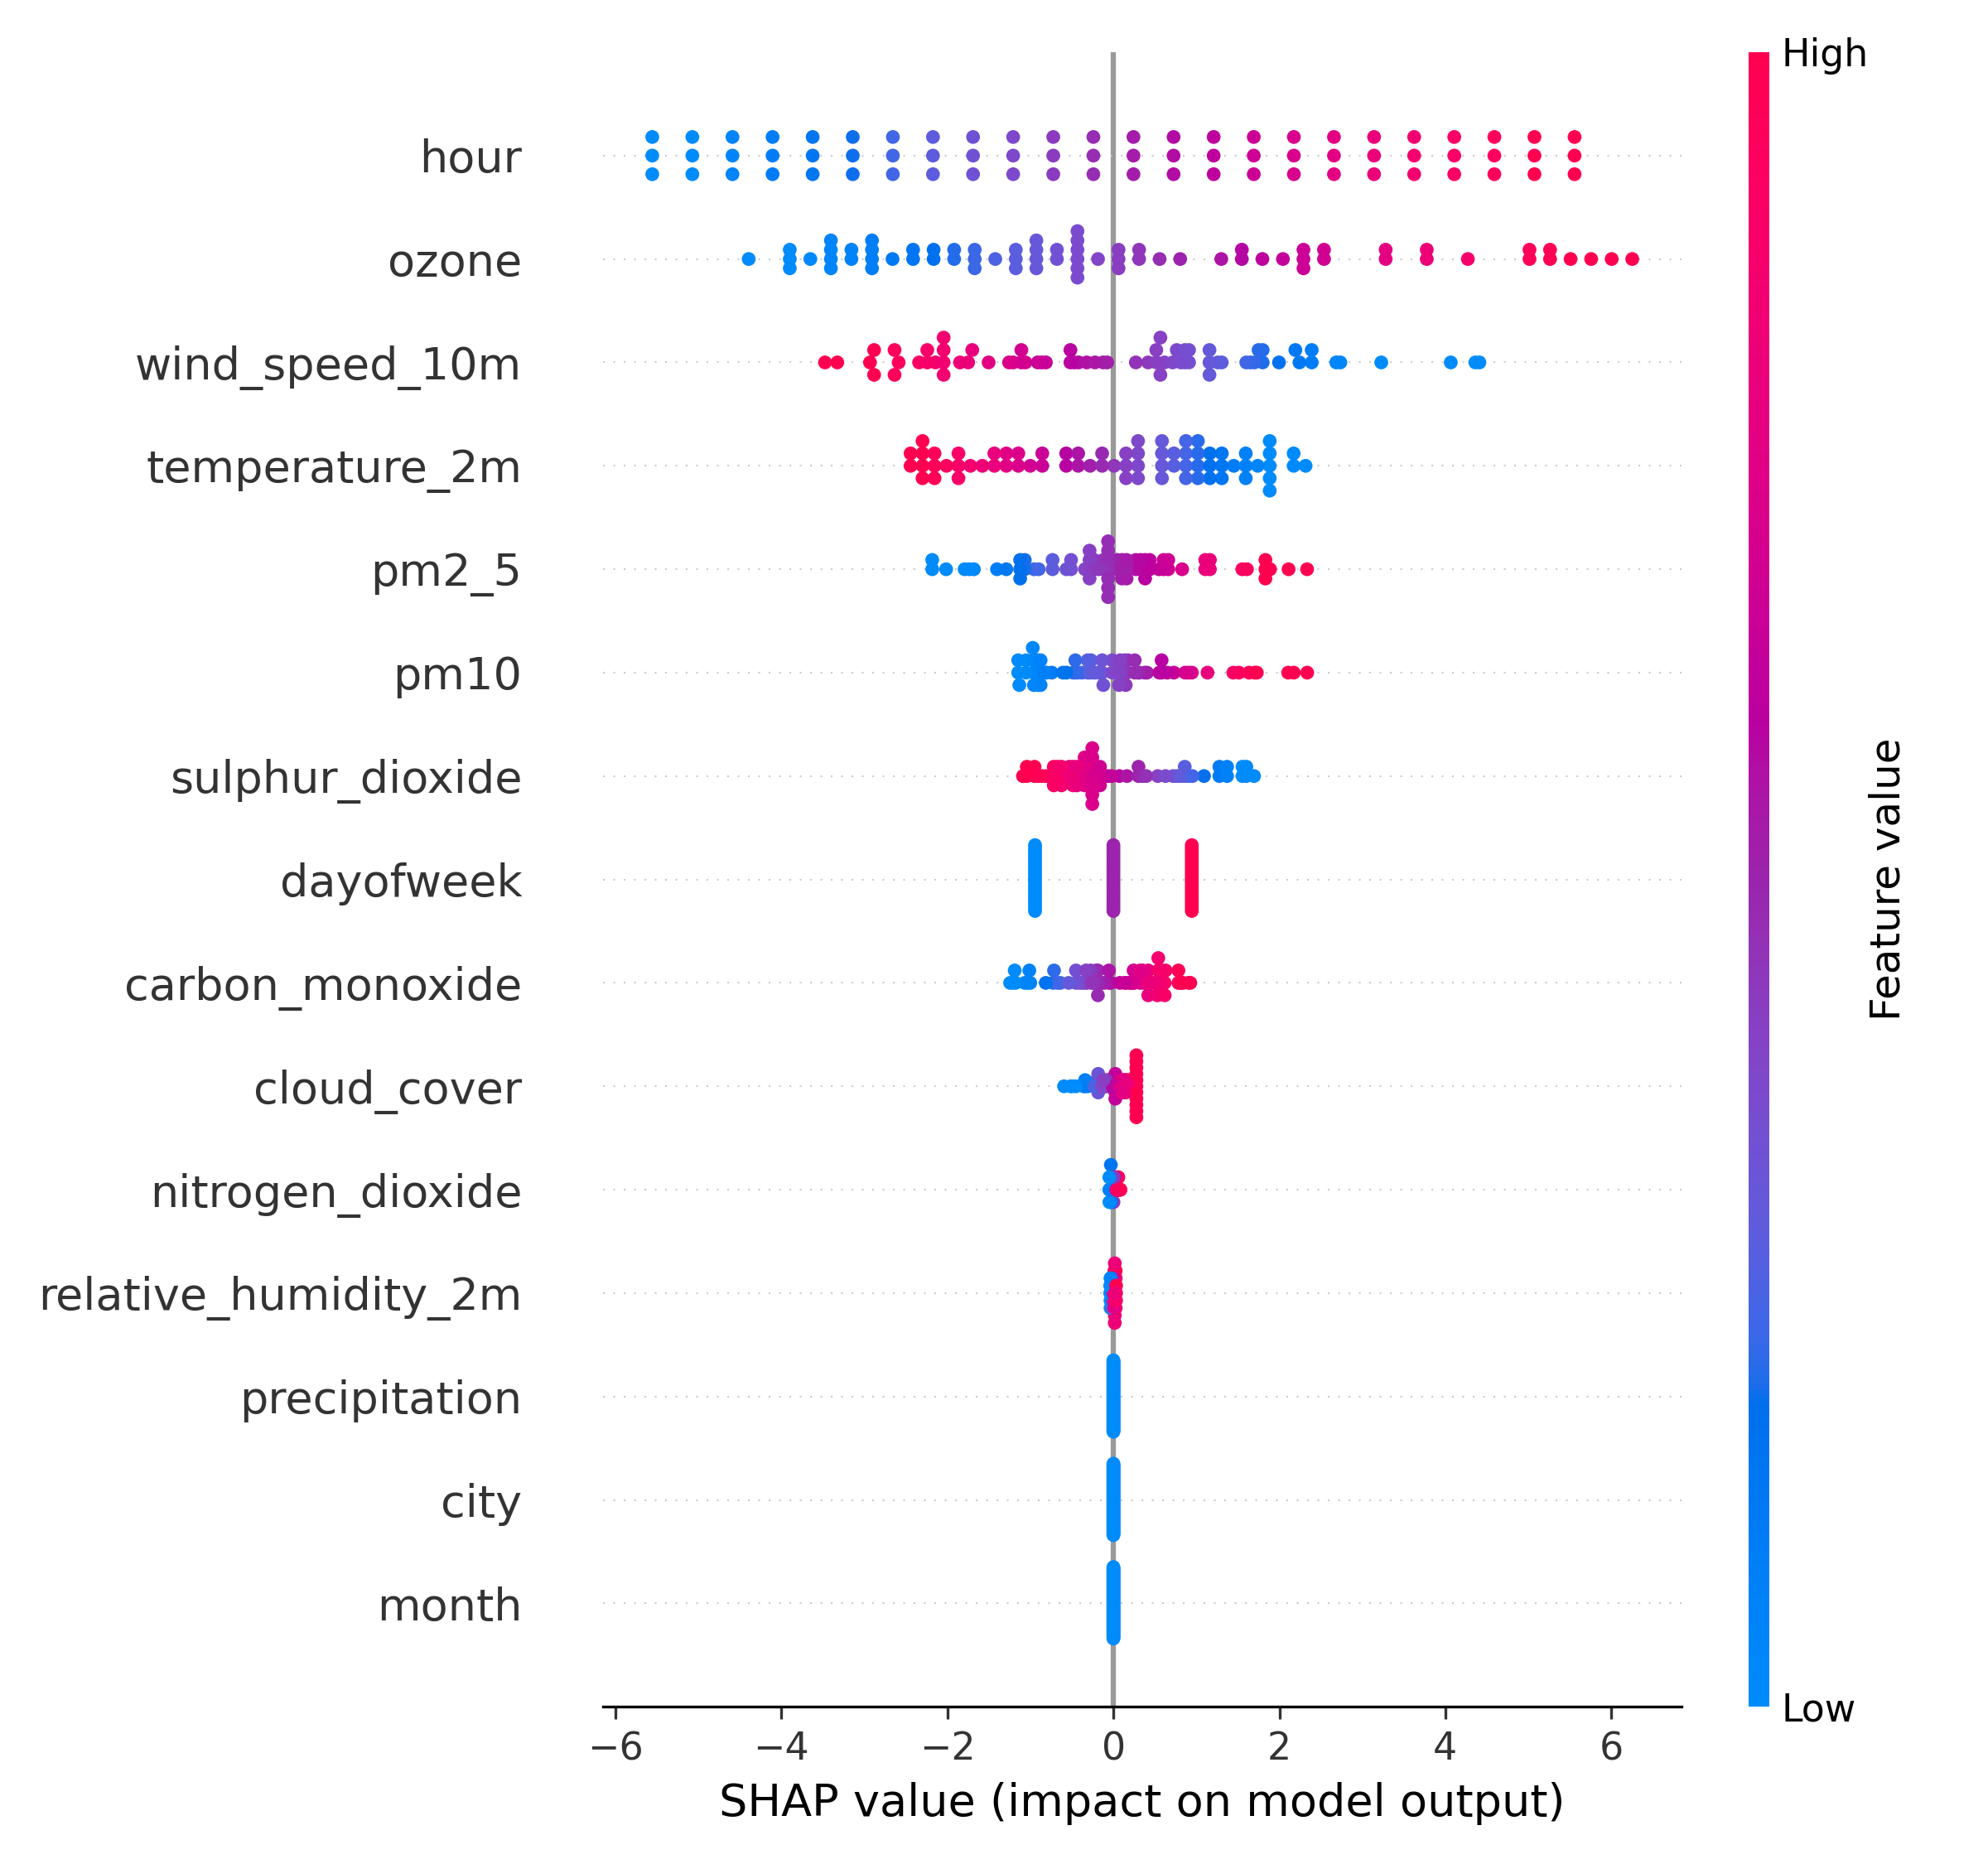 High
hour
ozone
wind_speed_10m
temperature_2m
pm2_5
pm10
sulphur_dioxide
dayofweek
carbon_monoxide
cloud_cover
nitrogen_dioxide
relative_humidity_2m
precipitation
city
month
Feature value
Low
−6 −4 −2 0 2 4 6
SHAP value (impact on model output)